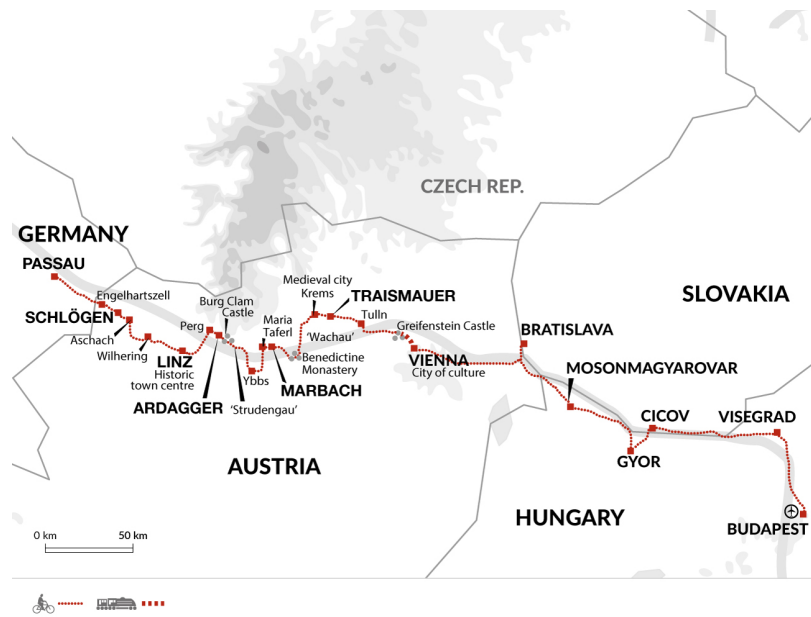 CZECH REP.
GERMANY
PASSAU
SLOVAKIA
Engelhartszell
SCHLÖGEN
Aschach
Wilhering
LINZ
Historic
town centre
Perg
Burg Clam
Castle
ARDAGGER
'Strudengau'
Ybbs
Maria
Taferl
Medieval city
Krems
TRAISMAUER
Tulln
'Wachau'
Benedictine
Monastery
MARBACH
Greifenstein Castle
VIENNA
City of culture
BRATISLAVA
MOSONMAGYAROVAR
CICOV
VISEGRAD
GYOR
AUSTRIA
HUNGARY
BUDAPEST
0 km
50 km